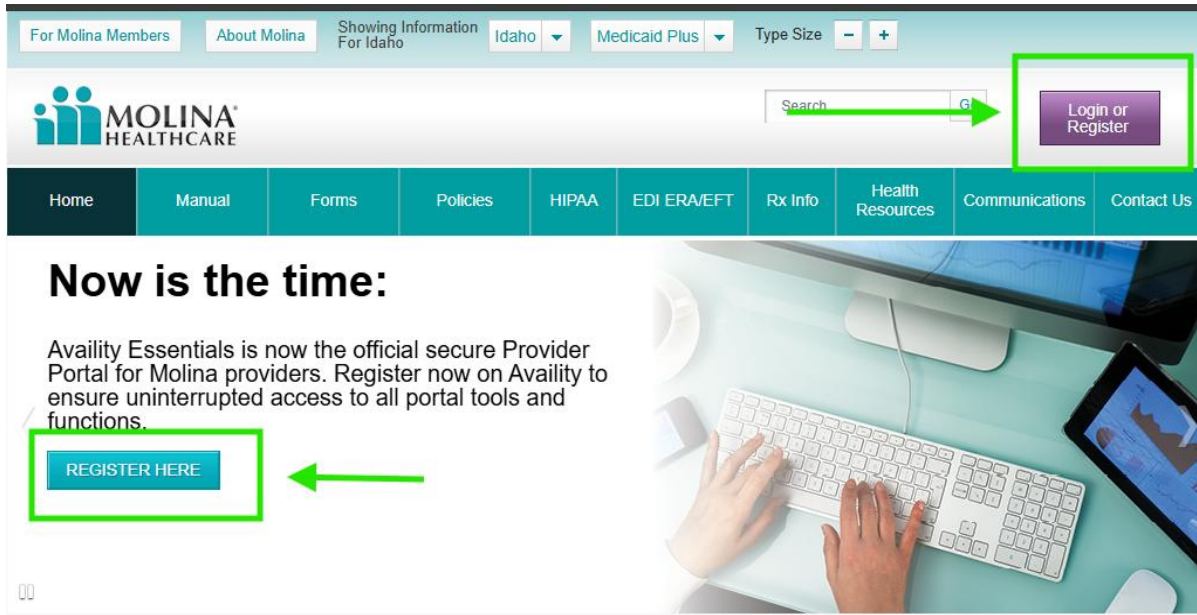 For Molina Members
About Molina
Showing Information
For Idaho
Idaho
Medicaid Plus
Type Size
-
+
MOLINA®
HEALTHCARE
Search
Login or
Register
Home
Manual
Forms
Policies
HIPAA
EDI ERA/EFT
Rx Info
Health
Resources
Communications
Contact Us
Now is the time:
Availity Essentials is now the official secure Provider
Portal for Molina providers. Register now on Availity to
ensure uninterrupted access to all portal tools and
functions.
REGISTER HERE